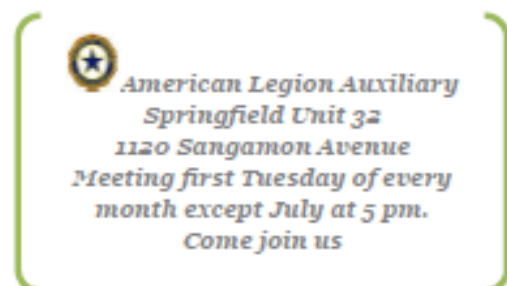 American Legion Auxiliary
Springfield Unit 32
1120 Sangamon Avenue
Meeting first Tuesday of every
month except July at 5 pm.
Come join us